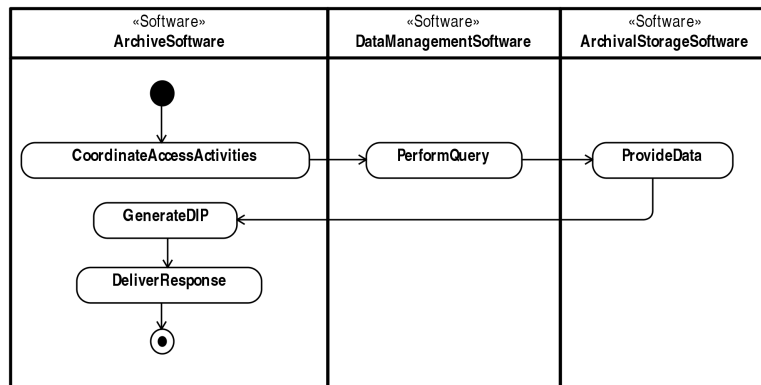 «Software»
ArchiveSoftware
«Software»
DataManagementSoftware
«Software»
ArchivalStorageSoftware
CoordinateAccessActivities
PerformQuery
ProvideData
GenerateDIP
DeliverResponse